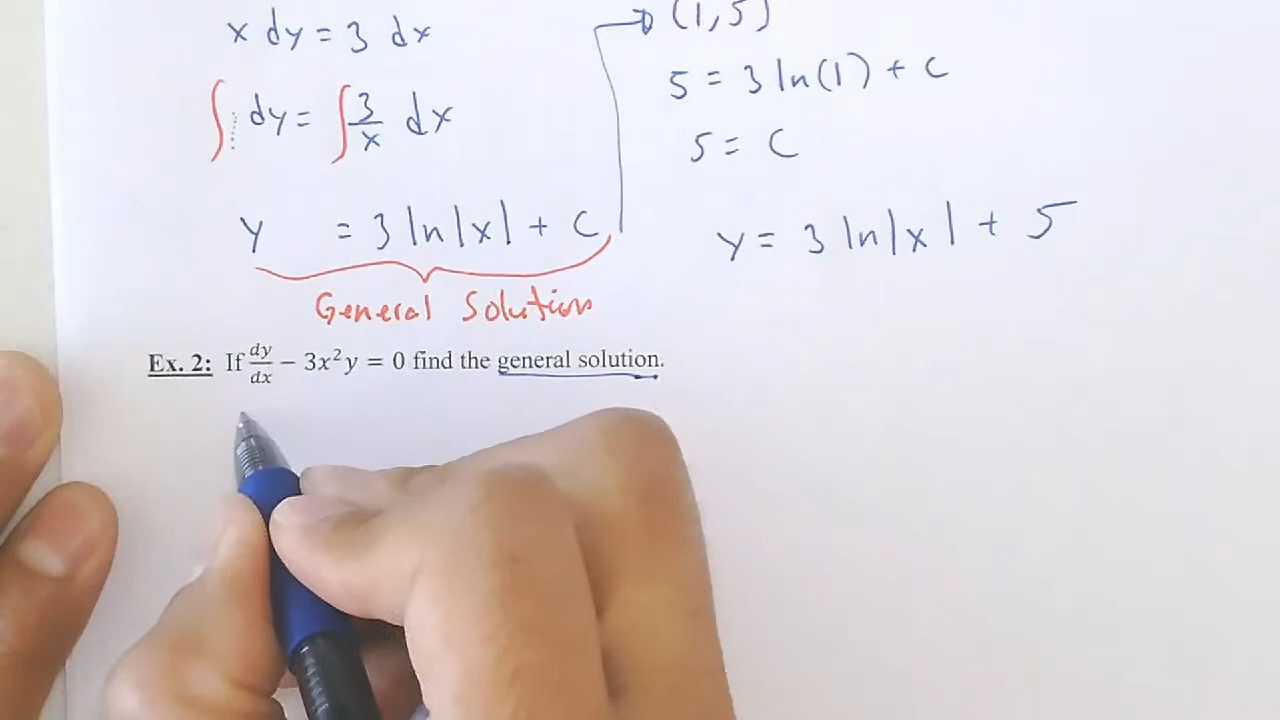 x dy = 3 dx
∫ dy = ∫ 3/x dx
y = 3 ln|x| + C
General Solution
(1,5)
5 = 3 ln(1) + C
5 = C
y = 3 ln|x| + 5
Ex. 2: If dy/dx − 3x²y = 0 find the general solution.